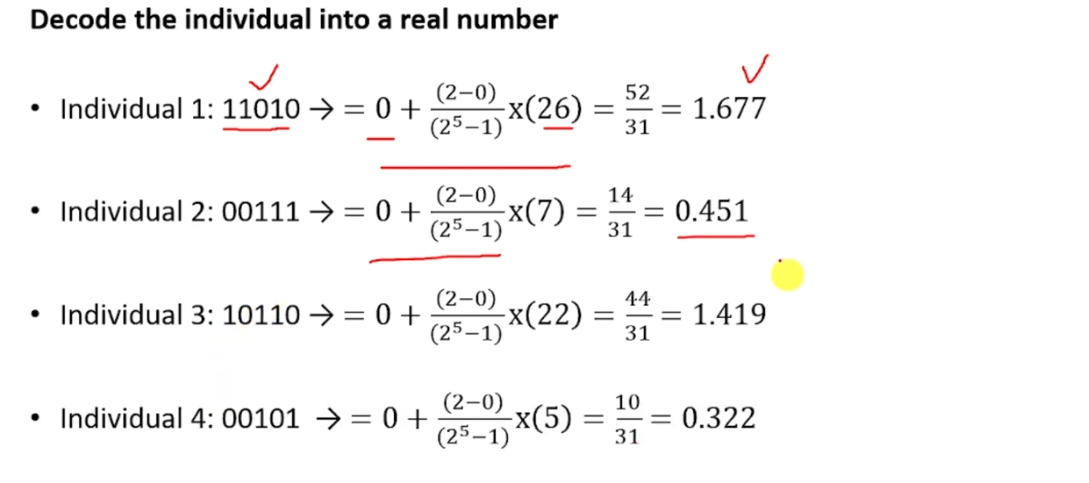 Decode the individual into a real number
• Individual 1: 11010 → = 0 + (2−0)/(2⁵−1) x(26) = 52/31 = 1.677
• Individual 2: 00111 → = 0 + (2−0)/(2⁵−1) x(7) = 14/31 = 0.451
• Individual 3: 10110 → = 0 + (2−0)/(2⁵−1) x(22) = 44/31 = 1.419
• Individual 4: 00101 → = 0 + (2−0)/(2⁵−1) x(5) = 10/31 = 0.322